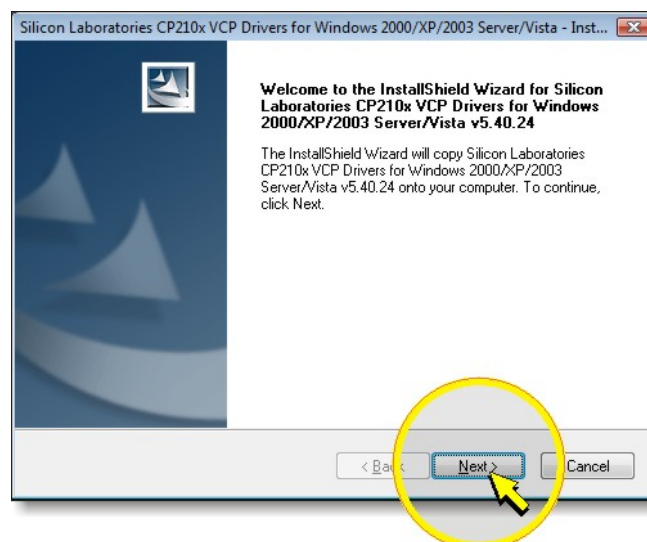 Silicon Laboratories CP210x VCP Drivers for Windows 2000/XP/2003 Server/Vista - Inst...
Welcome to the InstallShield Wizard for Silicon
Laboratories CP210x VCP Drivers for Windows
2000/XP/2003 Server/Vista v5.40.24
The InstallShield Wizard will copy Silicon Laboratories
CP210x VCP Drivers for Windows 2000/XP/2003
Server/Vista v5.40.24 onto your computer. To continue,
click Next.
< Back Next > Cancel